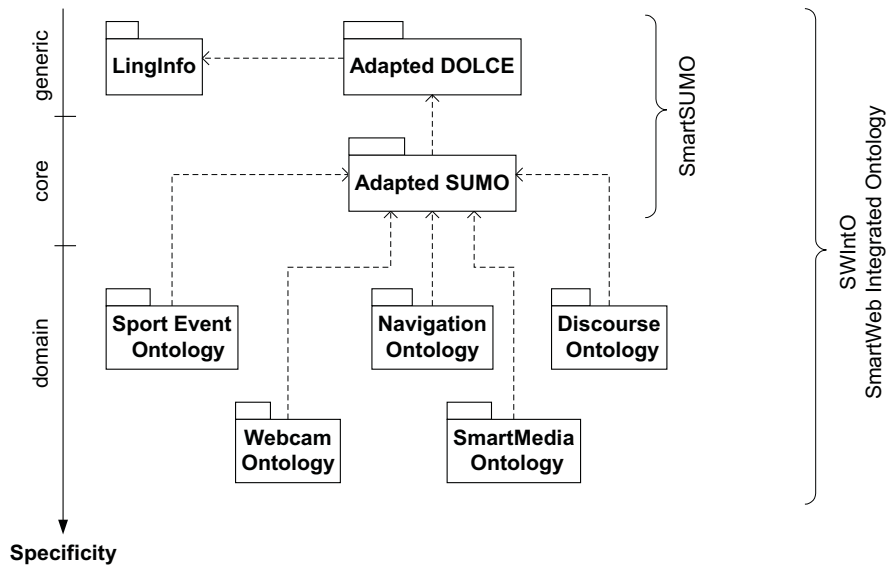 generic
LingInfo
Adapted DOLCE
SmartSUMO
core
Adapted SUMO
SWIntO
SmartWeb Integrated Ontology
domain
Sport Event
Ontology
Navigation
Ontology
Discourse
Ontology
Webcam
Ontology
SmartMedia
Ontology
Specificity